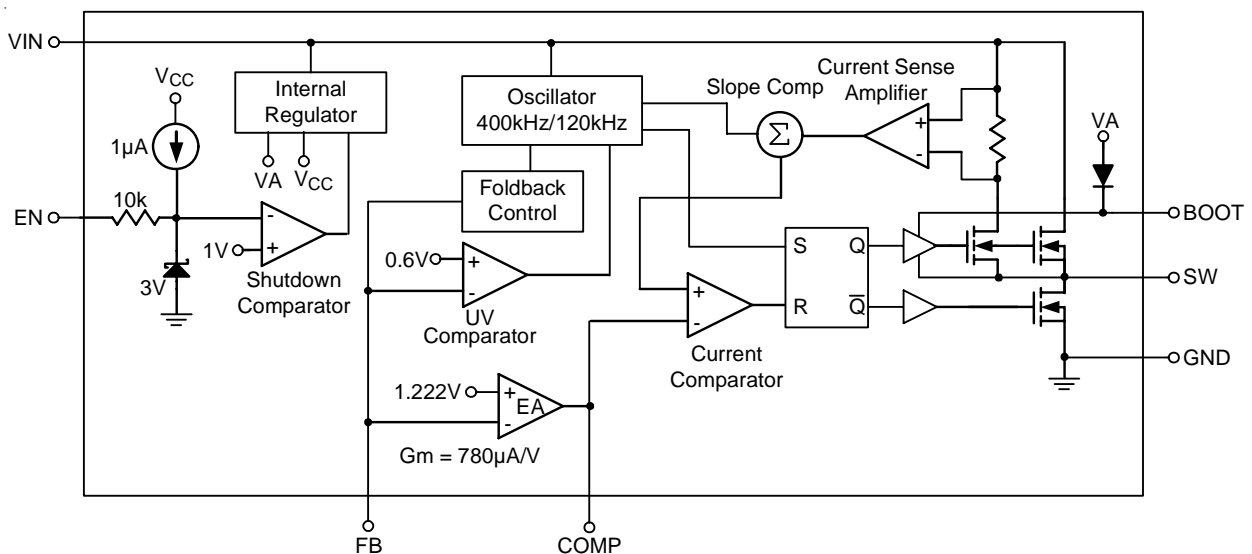 VIN
VCC
1µA
10k
EN
3V
Internal
Regulator
VA
VCC
1V
-
+
Shutdown
Comparator
Oscillator
400kHz/120kHz
Foldback
Control
0.6V
+
-
UV
Comparator
1.222V
+
-
EA
Gm = 780µA/V
FB
COMP
Slope Comp
Σ
Current Sense
Amplifier
+
-
+
-
Current
Comparator
S
Q
R
Q̅
VA
BOOT
SW
GND